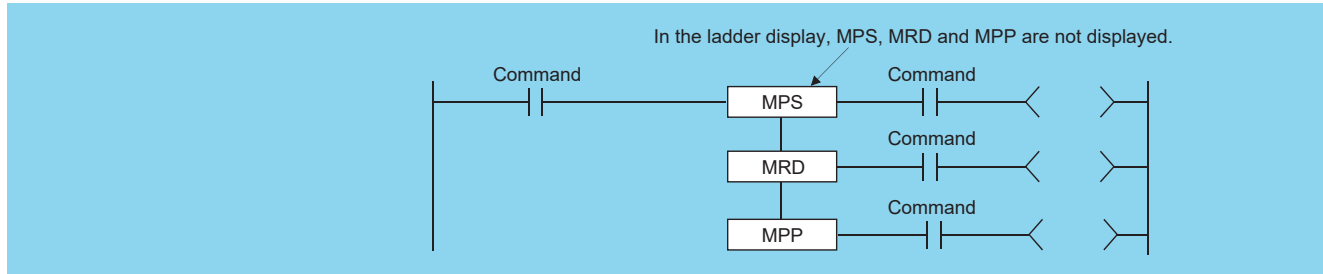 In the ladder display, MPS, MRD and MPP are not displayed.
Command Command
MPS
Command
MRD
Command
MPP